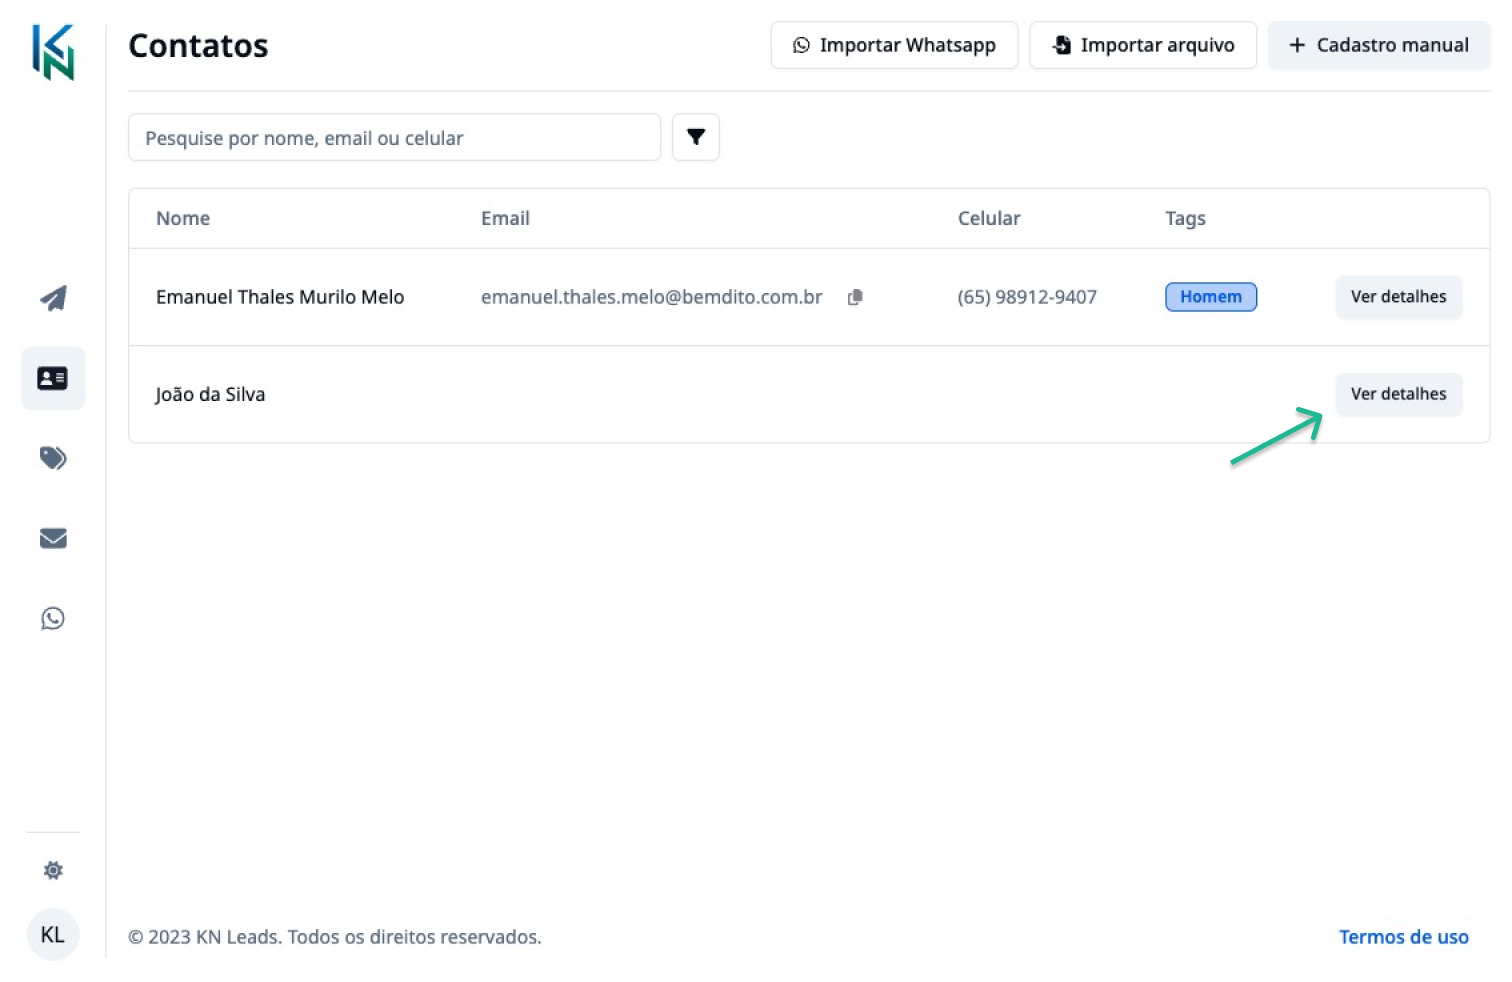 KN
Contatos
Importar Whatsapp
Importar arquivo
+ Cadastro manual
Pesquise por nome, email ou celular
Nome Email Celular Tags
Emanuel Thales Murilo Melo emanuel.thales.melo@bemdito.com.br (65) 98912-9407 Homem Ver detalhes
João da Silva Ver detalhes
KL
© 2023 KN Leads. Todos os direitos reservados. Termos de uso